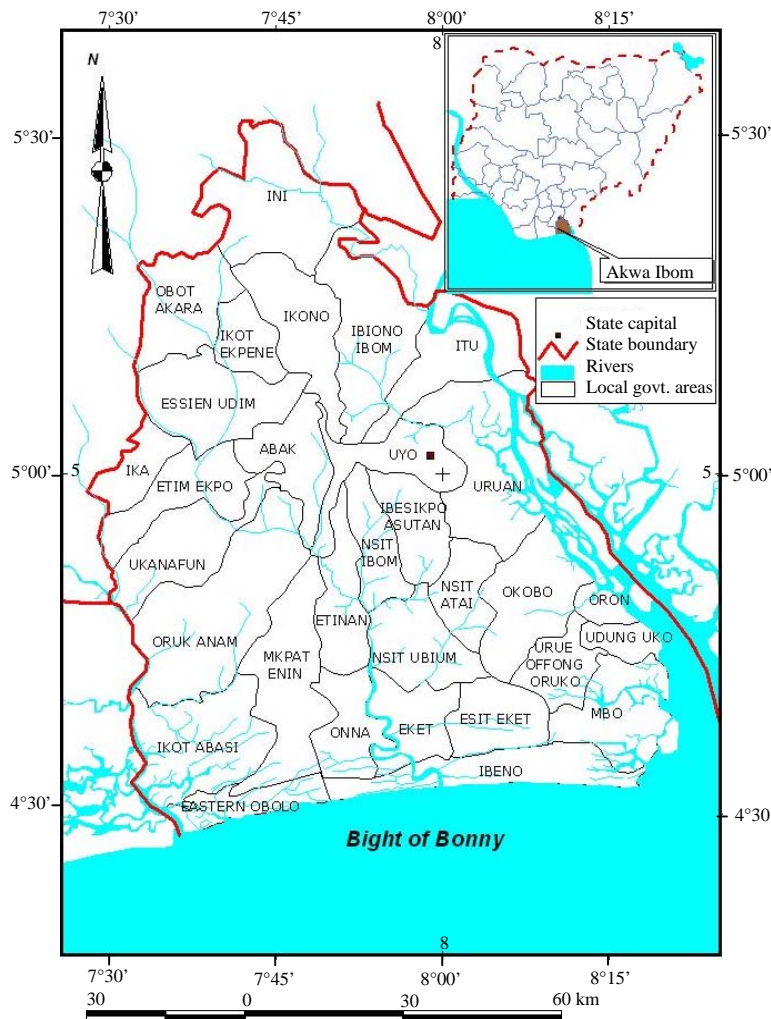 7°30’ 7°45’ 8°00’ 8°15’
8
N
5°30’
5°30’
Akwa Ibom
State capital
State boundary
Rivers
Local govt. areas
INI
OBOT
AKARA
IKONO
IKOT
EKPENE
IBIONO
IBOM
ITU
ESSIEN UDIM
ABAK
UYO
IKA
ETIM EKPO
URUAN
5°00’
5
5
5°00’
IBESIKPO
ASUTAN
NSIT
IBOM
UKANAFUN
NSIT
ATAI
OKOBO
ORON
ETINAN
UDUNG UKO
ORUK ANAM
MKPAT
ENIN
NSIT UBIUM
URUE
OFFONG
ORUKO
MBO
IKOT ABASI
ONNA
EKET
ESIT EKET
IBENO
EASTERN OBOLO
4°30’
4°30’
Bight of Bonny
8
7°30’ 7°45’ 8°00’ 8°15’
30 0 30 60 km